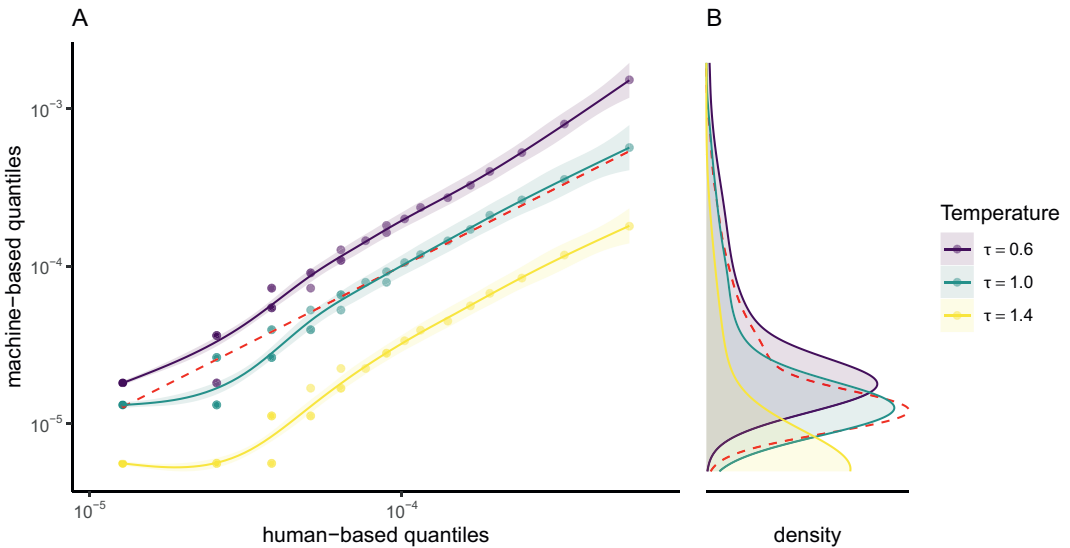 A
B
machine−based quantiles
10⁻³
10⁻⁴
10⁻⁵
10⁻⁵
10⁻⁴
human−based quantiles
density
Temperature
τ = 0.6
τ = 1.0
τ = 1.4